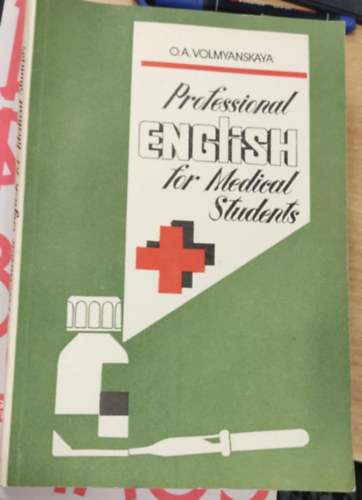 O.A.VOLMYANSKAYA
Professional
ENGLISH
for Medical
Students